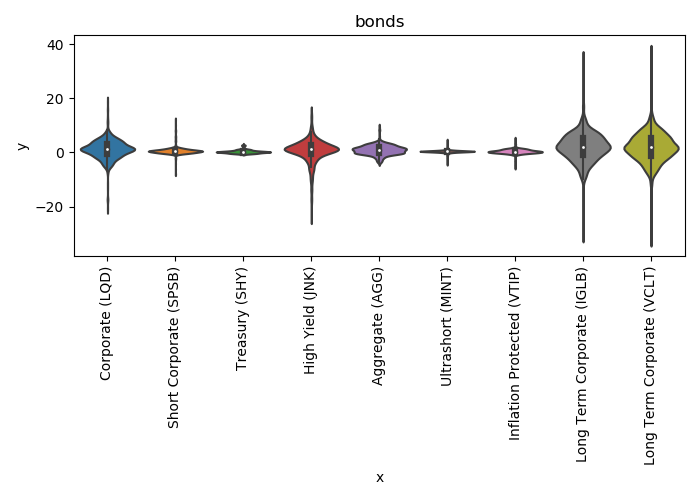 bonds
40
20
0
−20
y
Corporate (LQD)
Short Corporate (SPSB)
Treasury (SHY)
High Yield (JNK)
Aggregate (AGG)
Ultrashort (MINT)
Inflation Protected (VTIP)
Long Term Corporate (IGLB)
Long Term Corporate (VCLT)
x